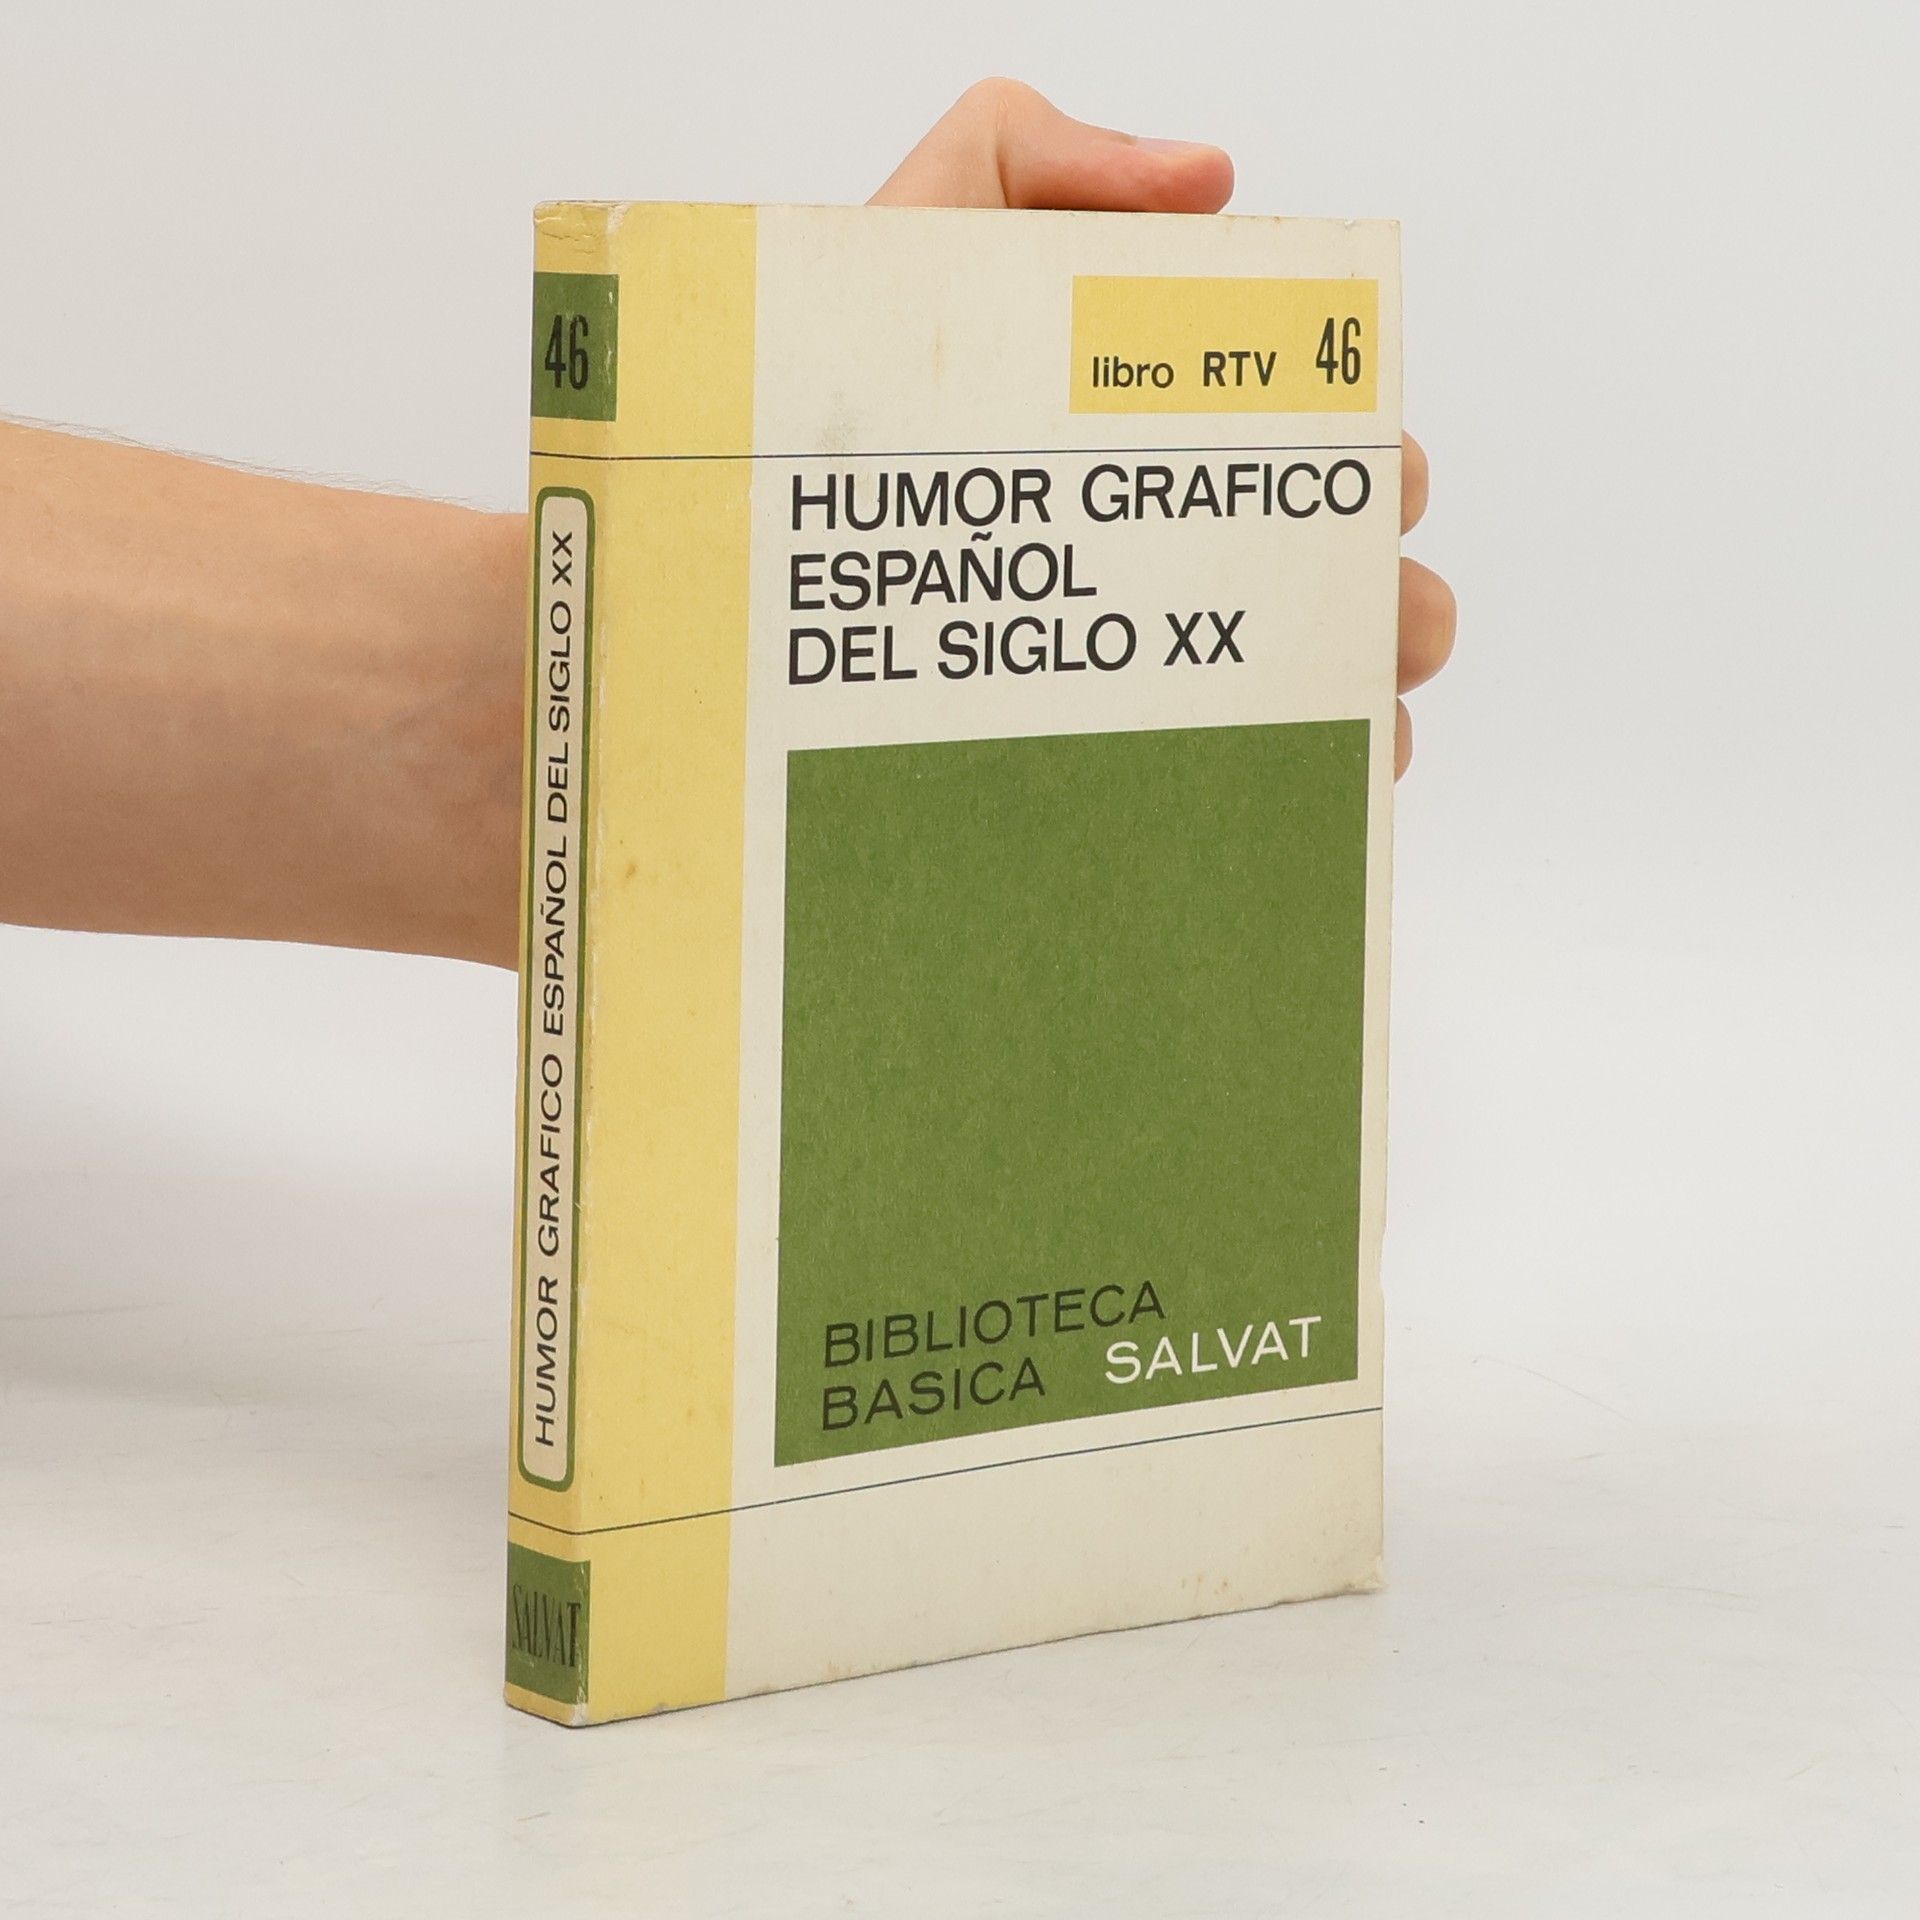 46
HUMOR GRAFICO ESPAÑOL DEL SIGLO XX
SALVAT
libro RTV 46
HUMOR GRAFICO
ESPAÑOL
DEL SIGLO XX
BIBLIOTECA
BASICA SALVAT